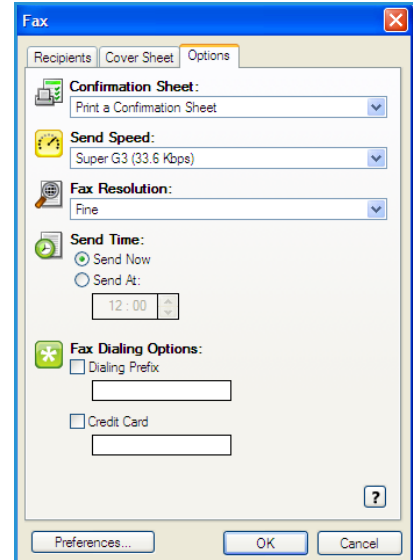 Fax
Recipients Cover Sheet Options
Confirmation Sheet:
Print a Confimation Sheet
Send Speed:
Super G3 (33.6 Kbps)
Fax Resolution:
Fine
Send Time:
Send Now
Send At:
12 : 00
Fax Dialing Options:
Dialing Prefix
Credit Card
?
Preferences... OK Cancel